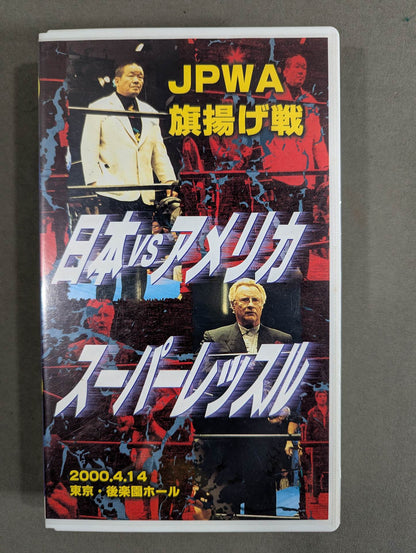 JPWA
旗揚げ戦
日本vsアメリカ
スーパーレッスル
2000.4.14
東京・後楽園ホール